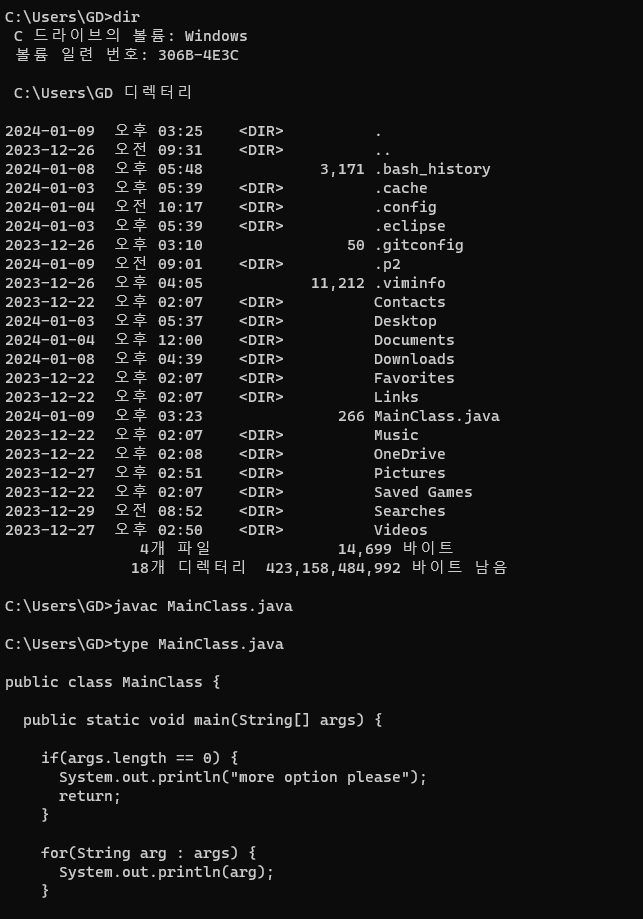 C:\Users\GD>dir
 C 드라이브의 볼륨: Windows
 볼륨 일련 번호: 306B-4E3C

 C:\Users\GD 디렉터리

2024-01-09  오후 03:25    <DIR>          .
2023-12-26  오전 09:31    <DIR>          ..
2024-01-08  오후 05:48             3,171 .bash_history
2024-01-03  오후 05:39    <DIR>          .cache
2024-01-04  오전 10:17    <DIR>          .config
2024-01-03  오후 05:39    <DIR>          .eclipse
2023-12-26  오후 03:10                50 .gitconfig
2024-01-09  오전 09:01    <DIR>          .p2
2023-12-26  오후 04:05            11,212 .viminfo
2023-12-22  오후 02:07    <DIR>          Contacts
2024-01-03  오후 05:37    <DIR>          Desktop
2024-01-04  오후 12:00    <DIR>          Documents
2024-01-08  오후 04:39    <DIR>          Downloads
2023-12-22  오후 02:07    <DIR>          Favorites
2023-12-22  오후 02:07    <DIR>          Links
2024-01-09  오후 03:23               266 MainClass.java
2023-12-22  오후 02:07    <DIR>          Music
2023-12-22  오후 02:08    <DIR>          OneDrive
2023-12-27  오후 02:51    <DIR>          Pictures
2023-12-22  오후 02:07    <DIR>          Saved Games
2023-12-29  오전 08:52    <DIR>          Searches
2023-12-27  오후 02:50    <DIR>          Videos
               4개 파일              14,699 바이트
              18개 디렉터리  423,158,484,992 바이트 남음

C:\Users\GD>javac MainClass.java

C:\Users\GD>type MainClass.java

public class MainClass {

  public static void main(String[] args) {

    if(args.length == 0) {
      System.out.println("more option please");
      return;
    }

    for(String arg : args) {
      System.out.println(arg);
    }